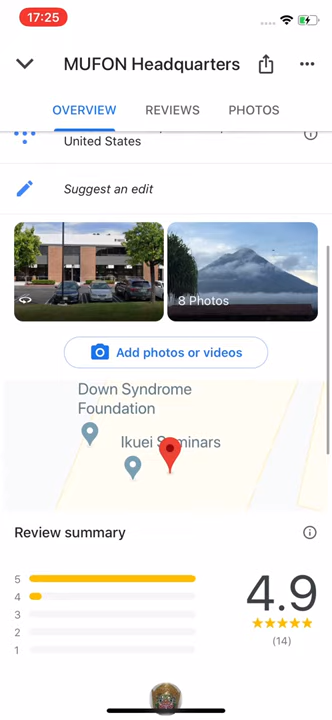 17:25
MUFON Headquarters
OVERVIEW
REVIEWS
PHOTOS
United States
Suggest an edit
8 Photos
Add photos or videos
Down Syndrome
Foundation
Ikuei Seminars
Review summary
5
4
3
2
1
4.9
(14)